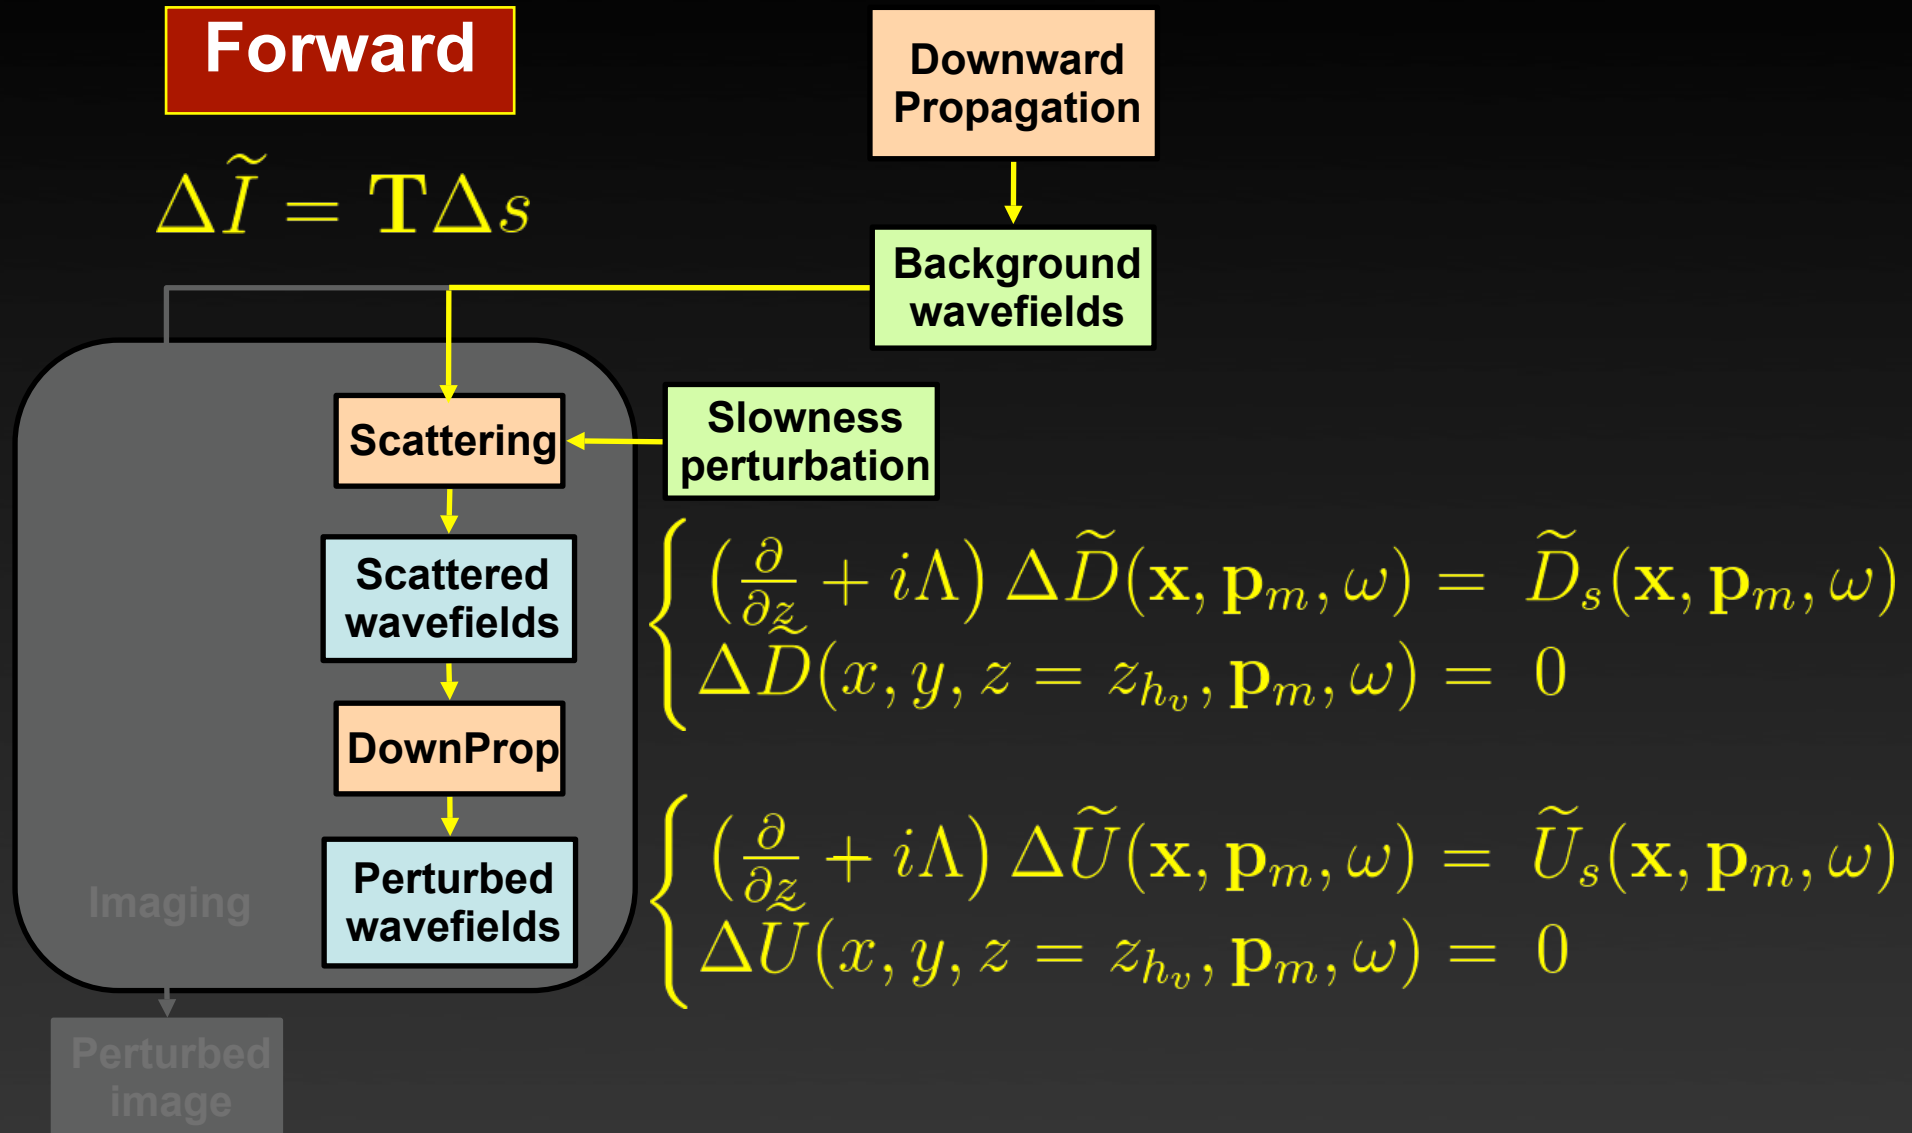 Forward
Downward
Propagation
ΔĨ = TΔs
Background
wavefields
Scattering
Slowness
perturbation
Scattered
wavefields
(∂/∂z + iΛ) ΔD̃(x, p_m, ω) = D̃_s(x, p_m, ω)
ΔD̃(x, y, z = z_{h_v}, p_m, ω) = 0
DownProp
(∂/∂z + iΛ) ΔŨ(x, p_m, ω) = Ũ_s(x, p_m, ω)
ΔŨ(x, y, z = z_{h_v}, p_m, ω) = 0
Imaging
Perturbed
wavefields
Perturbed
image